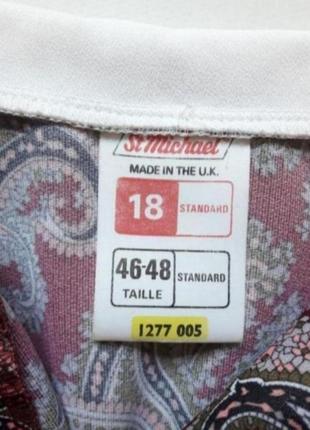 St Michael
MADE IN THE U.K.
18 STANDARD
46-48 STANDARD
TAILLE
1277 005